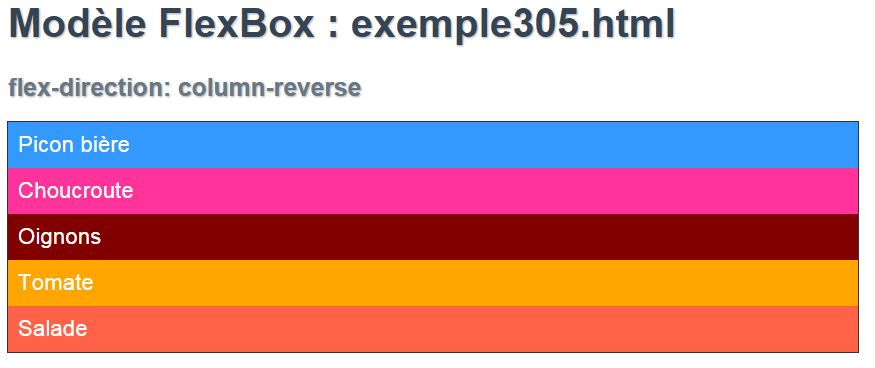 Modèle FlexBox : exemple305.html
flex-direction: column-reverse
Picon bière
Choucroute
Oignons
Tomate
Salade